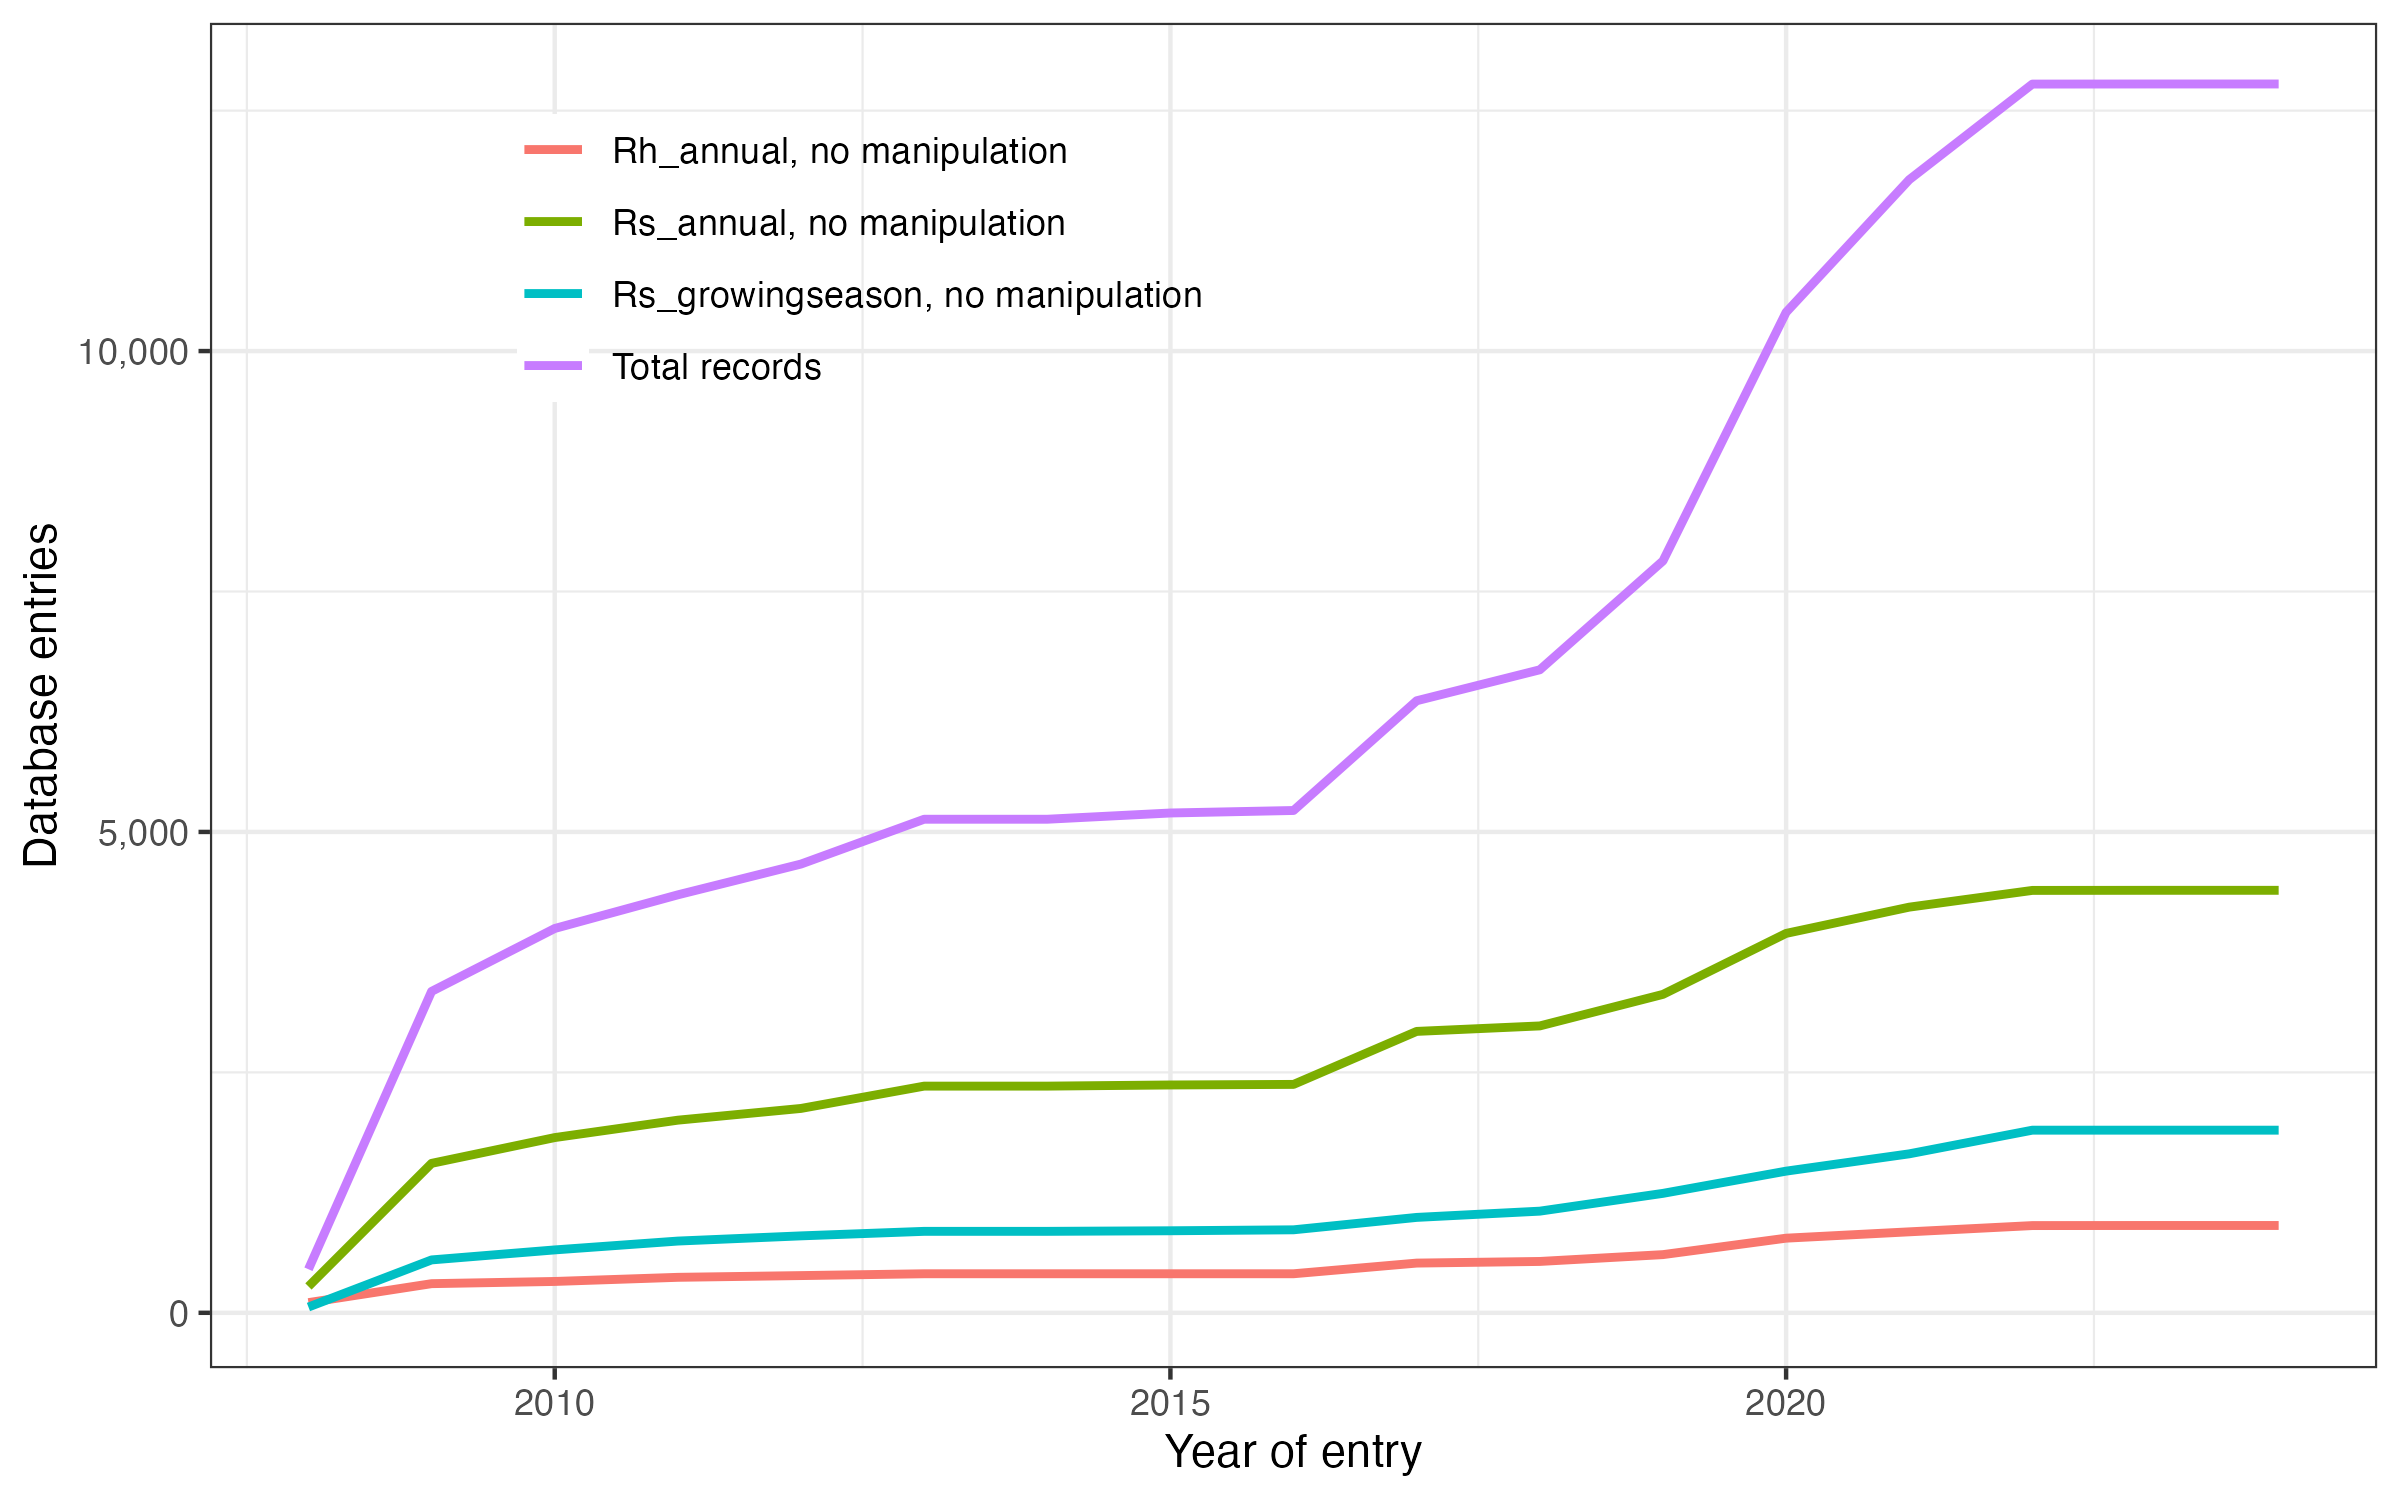 Rh_annual, no manipulation
Rs_annual, no manipulation
Rs_growingseason, no manipulation
Total records
10,000
5,000
0
Database entries
2010
2015
2020
Year of entry